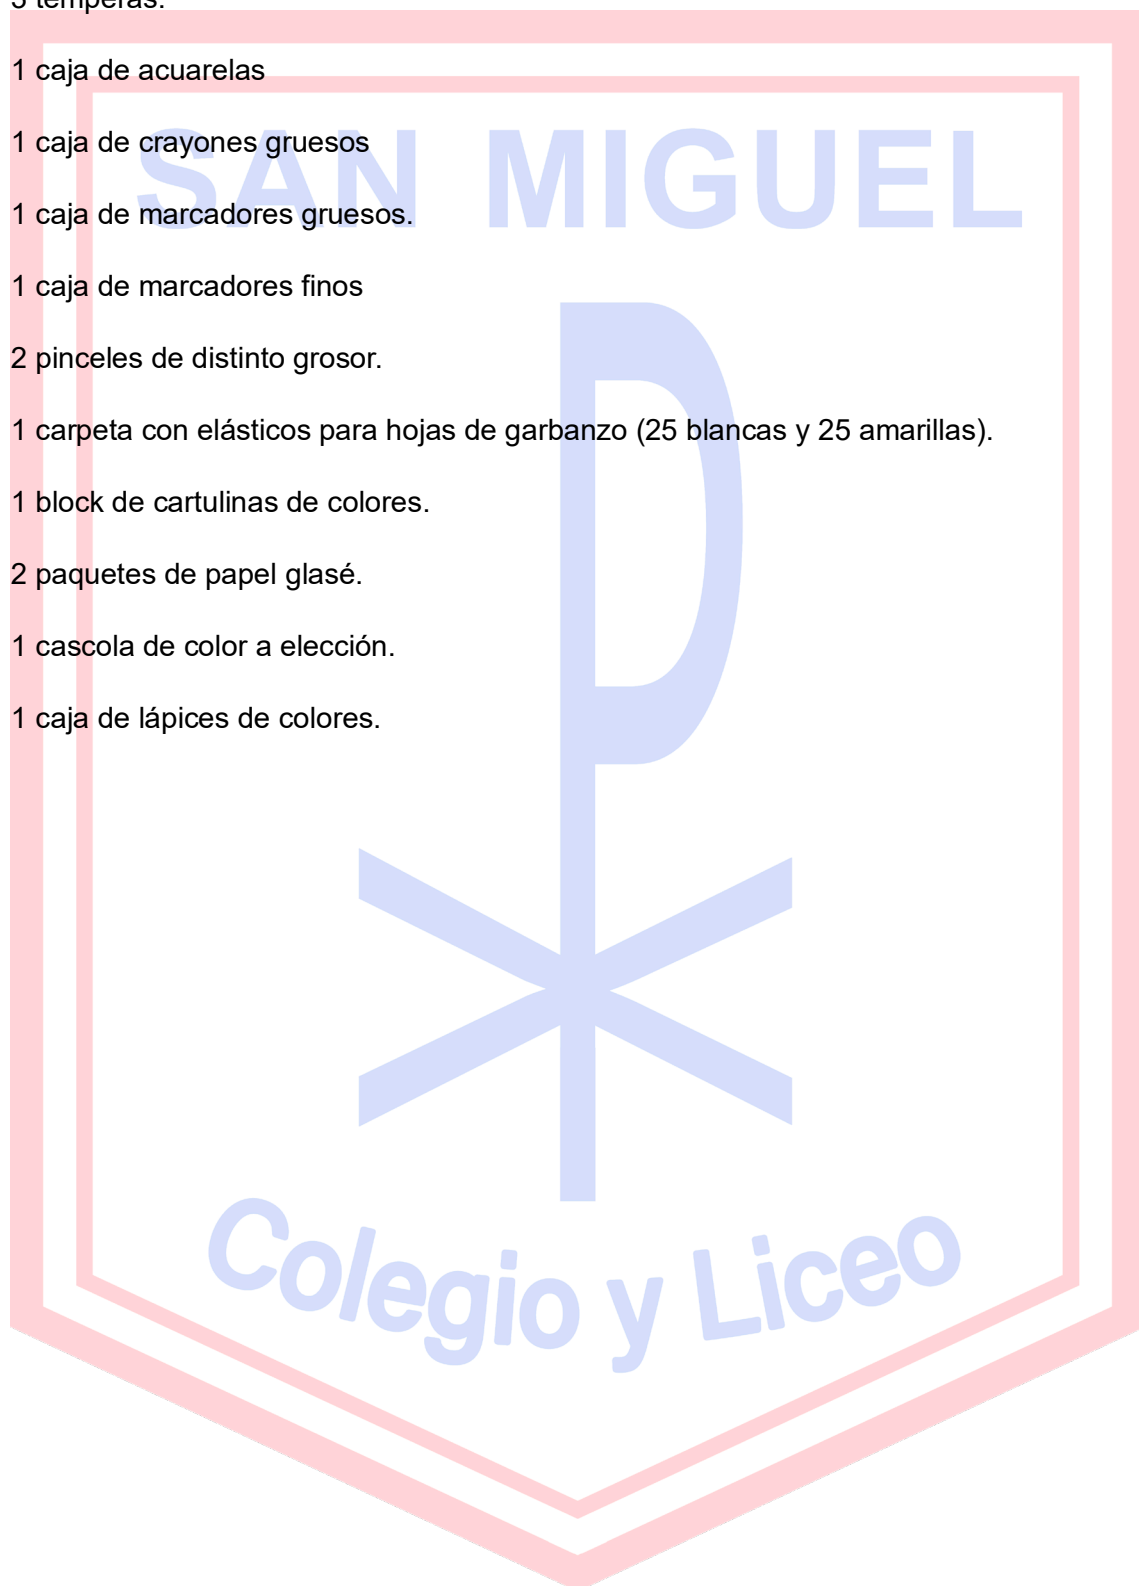 témperas.
1 caja de acuarelas
1 caja de crayones gruesos
SAN MIGUEL
1 caja de marcadores gruesos.
1 caja de marcadores finos
2 pinceles de distinto grosor.
1 carpeta con elásticos para hojas de garbanzo (25 blancas y 25 amarillas).
1 block de cartulinas de colores.
2 paquetes de papel glasé.
1 cascola de color a elección.
1 caja de lápices de colores.
Colegio y Liceo